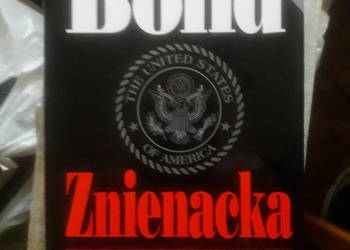 Bond
THE UNITED STATES
OF AMERICA
Znienacka